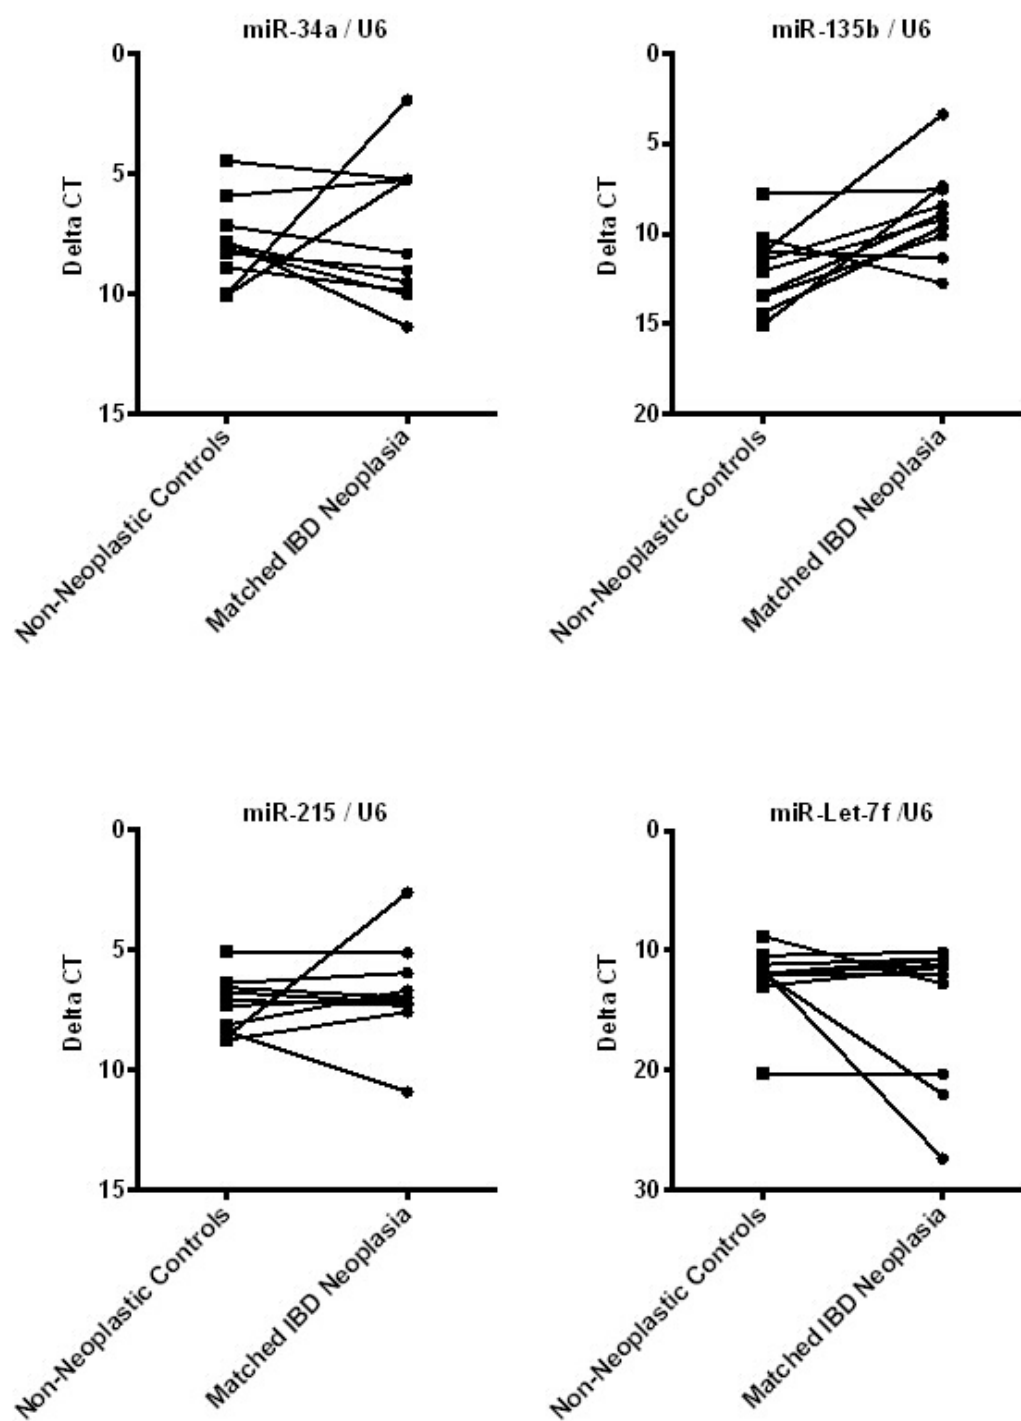 miR-34a / U6
0
5
10
15
Delta CT
Non-Neoplastic Controls
Matched IBD Neoplasia
miR-135b / U6
0
5
10
15
20
Delta CT
Non-Neoplastic Controls
Matched IBD Neoplasia
miR-215 / U6
0
5
10
15
Delta CT
Non-Neoplastic Controls
Matched IBD Neoplasia
miR-Let-7f /U6
0
10
20
30
Delta CT
Non-Neoplastic Controls
Matched IBD Neoplasia